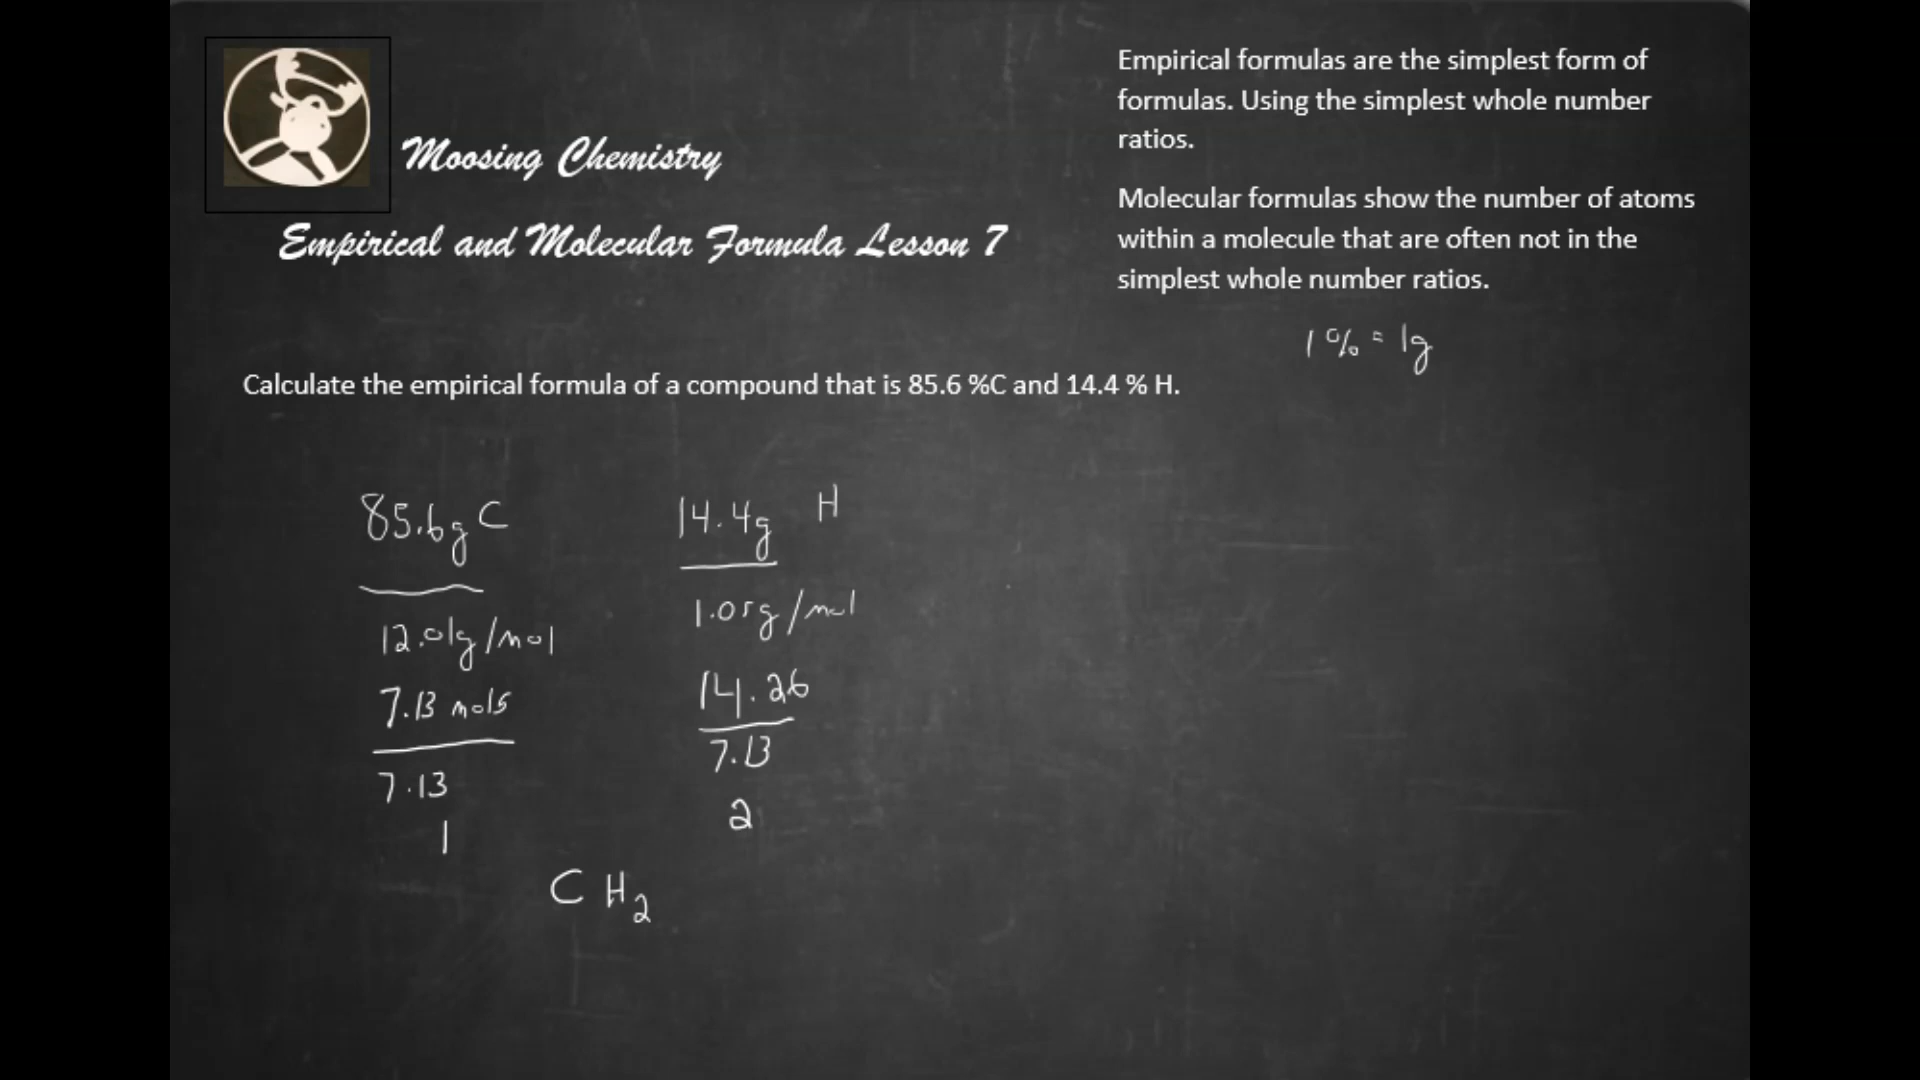 Moosing Chemistry
Empirical and Molecular Formula Lesson 7
Empirical formulas are the simplest form of
formulas. Using the simplest whole number
ratios.
Molecular formulas show the number of atoms
within a molecule that are often not in the
simplest whole number ratios.
1% = 1g
Calculate the empirical formula of a compound that is 85.6 %C and 14.4 % H.
85.6g C
12.01g/mol
7.13 mols
7.13
1
14.4g H
g/mol
14.26
7.13
2
CH2